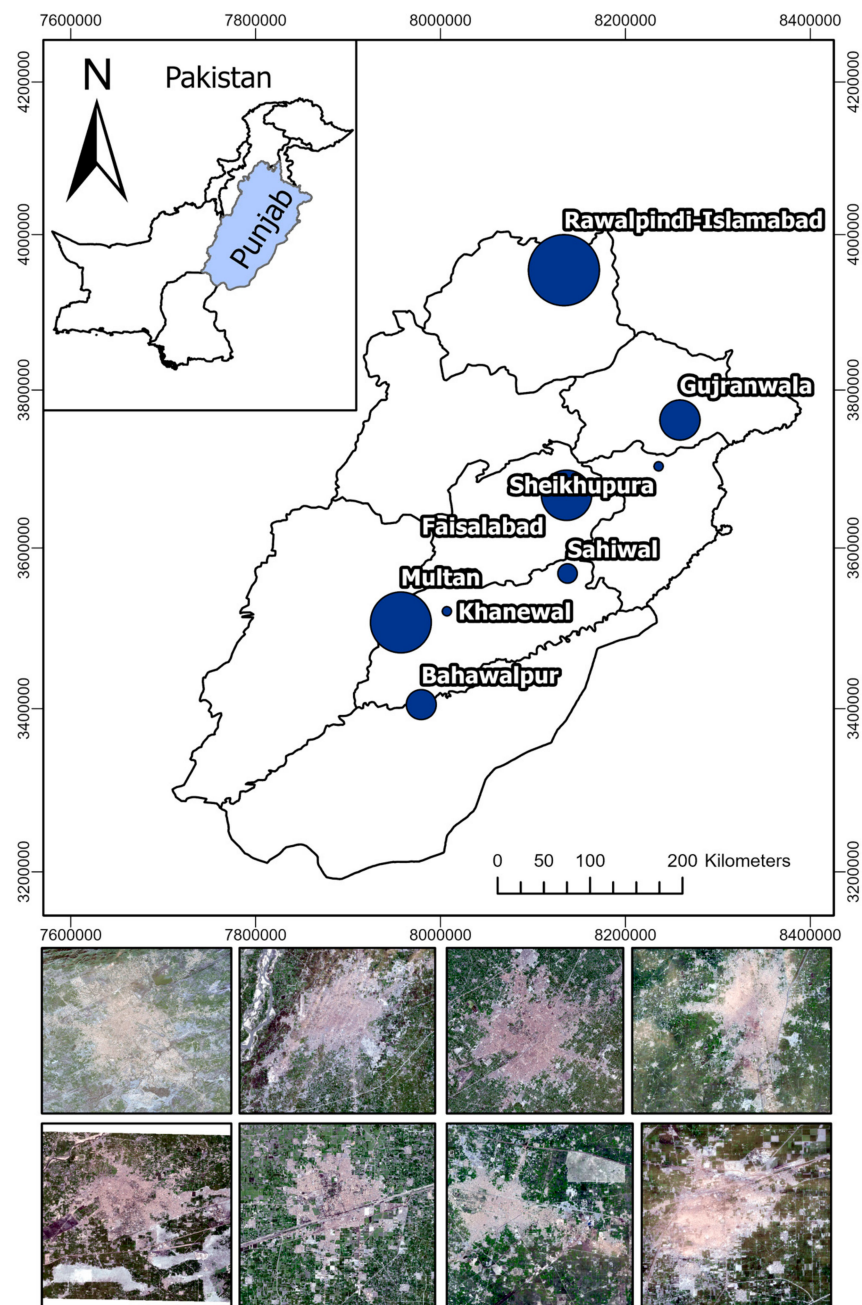 7600000 7800000 8000000 8200000 8400000
4200000 4200000
N Pakistan
Punjab
4000000 4000000
Rawalpindi-Islamabad
3800000 3800000
Gujranwala
Sheikhupura
Faisalabad
3600000 3600000
Sahiwal
Multan
Khanewal
Bahawalpur
3400000 3400000
0 50 100 200 Kilometers
3200000 3200000
7600000 7800000 8000000 8200000 8400000